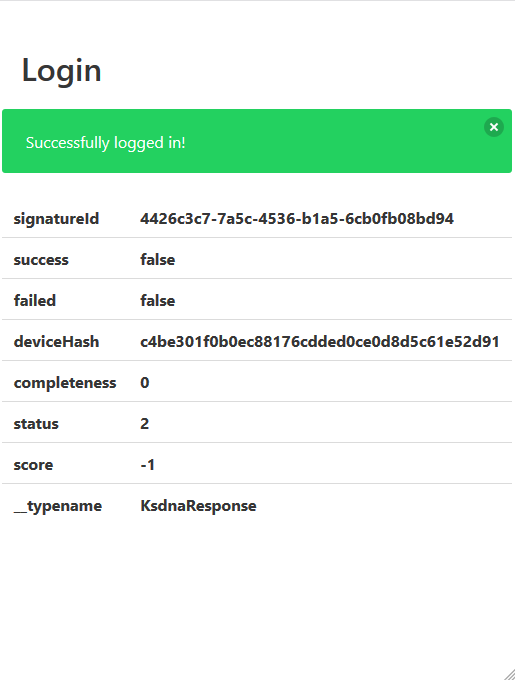 Login
Successfully logged in!
signatureId 4426c3c7-7a5c-4536-b1a5-6cb0fb08bd94
success false
failed false
deviceHash c4be301f0b0ec88176cdded0ce0d8d5c61e52d91
completeness 0
status 2
score -1
__typename KsdnaResponse